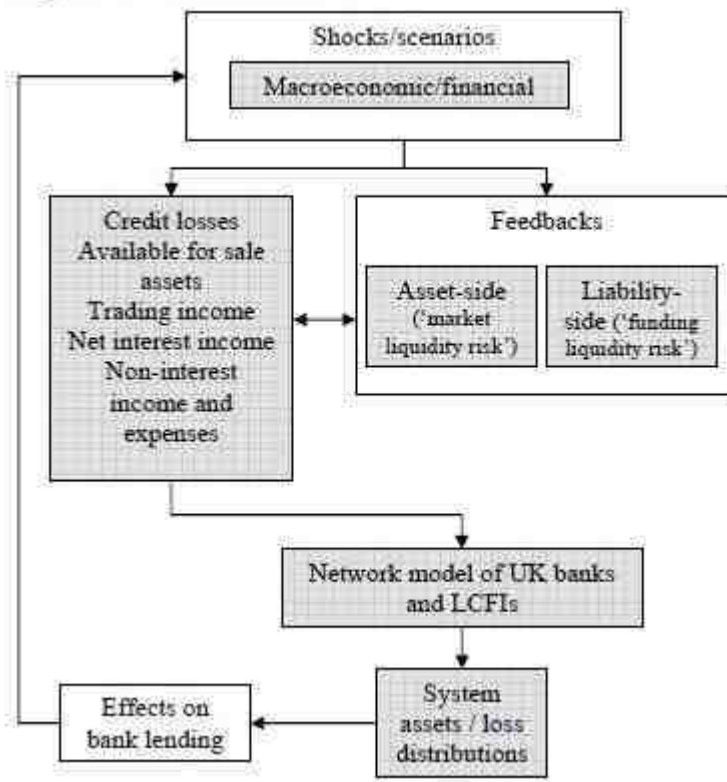 Shocks/scenarios
Macroeconomic/financial
Credit losses
Available for sale
assets
Trading income
Net interest income
Non-interest
income and
expenses
Feedbacks
Asset-side
(‘market
liquidity risk’)
Liability-
side (‘funding
liquidity risk’)
Network model of UK banks
and LCFIs
System
assets / loss
distributions
Effects on
bank lending